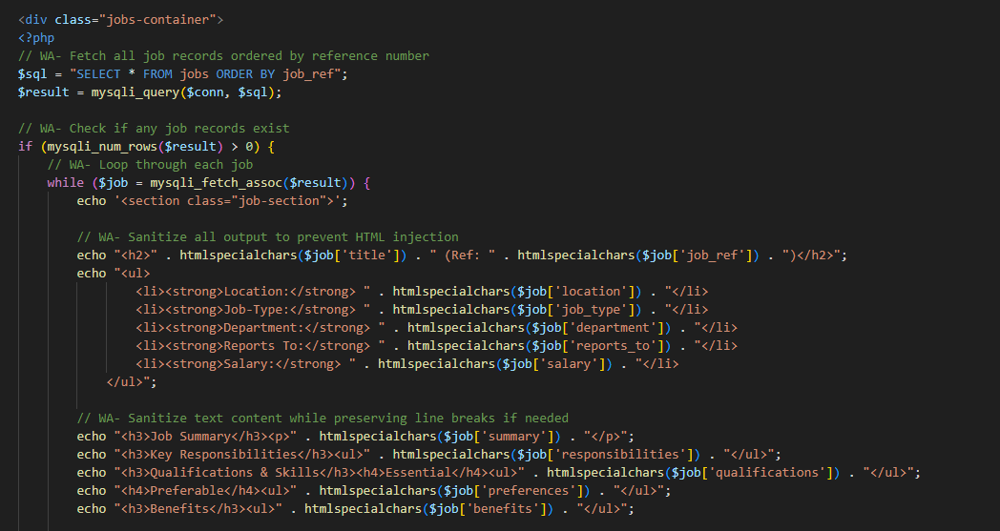 <div class="jobs-container">
<?php
// WA- Fetch all job records ordered by reference number
$sql = "SELECT * FROM jobs ORDER BY job_ref";
$result = mysqli_query($conn, $sql);
// WA- Check if any job records exist
if (mysqli_num_rows($result) > 0) {
// WA- Loop through each job
while ($job = mysqli_fetch_assoc($result)) {
echo '<section class="job-section">';
// WA- Sanitize all output to prevent HTML injection
echo "<h2>" . htmlspecialchars($job['title']) . " (Ref: " . htmlspecialchars($job['job_ref']) . ")</h2>";
echo "<ul>
<li><strong>Location:</strong> " . htmlspecialchars($job['location']) . "</li>
<li><strong>Job-Type:</strong> " . htmlspecialchars($job['job_type']) . "</li>
<li><strong>Department:</strong> " . htmlspecialchars($job['department']) . "</li>
<li><strong>Reports To:</strong> " . htmlspecialchars($job['reports_to']) . "</li>
<li><strong>Salary:</strong> " . htmlspecialchars($job['salary']) . "</li>
</ul>";
// WA- Sanitize text content while preserving line breaks if needed
echo "<h3>Job Summary</h3><p>" . htmlspecialchars($job['summary']) . "</p>";
echo "<h3>Key Responsibilities</h3><ul>" . htmlspecialchars($job['responsibilities']) . "</ul>";
echo "<h3>Qualifications & Skills</h3><h4>Essential</h4><ul>" . htmlspecialchars($job['qualifications']) . "</ul>";
echo "<h4>Preferable</h4><ul>" . htmlspecialchars($job['preferences']) . "</ul>";
echo "<h3>Benefits</h3><ul>" . htmlspecialchars($job['benefits']) . "</ul>";